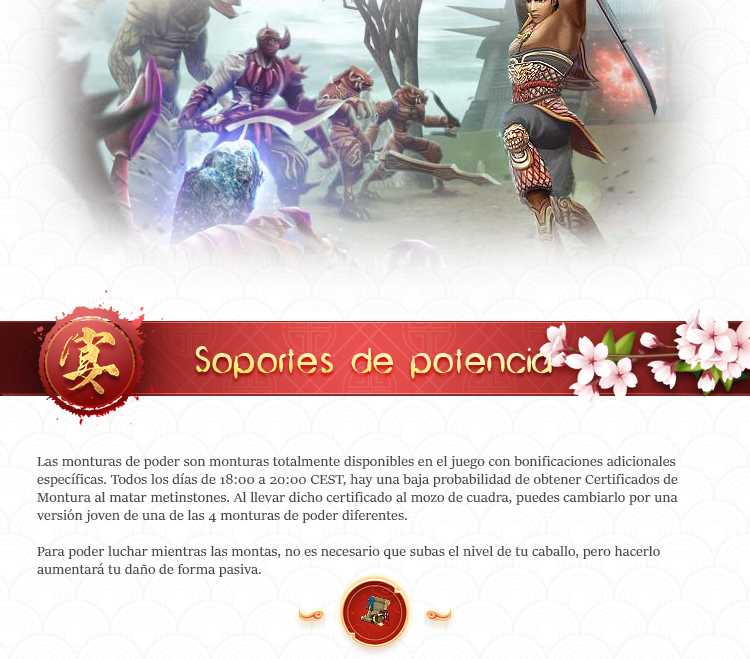 宴
Soportes de potencia
Las monturas de poder son monturas totalmente disponibles en el juego con bonificaciones adicionales
específicas. Todos los días de 18:00 a 20:00 CEST, hay una baja probabilidad de obtener Certificados de
Montura al matar metinstones. Al llevar dicho certificado al mozo de cuadra, puedes cambiarlo por una
versión joven de una de las 4 monturas de poder diferentes.
Para poder luchar mientras las montas, no es necesario que subas el nivel de tu caballo, pero hacerlo
aumentará tu daño de forma pasiva.